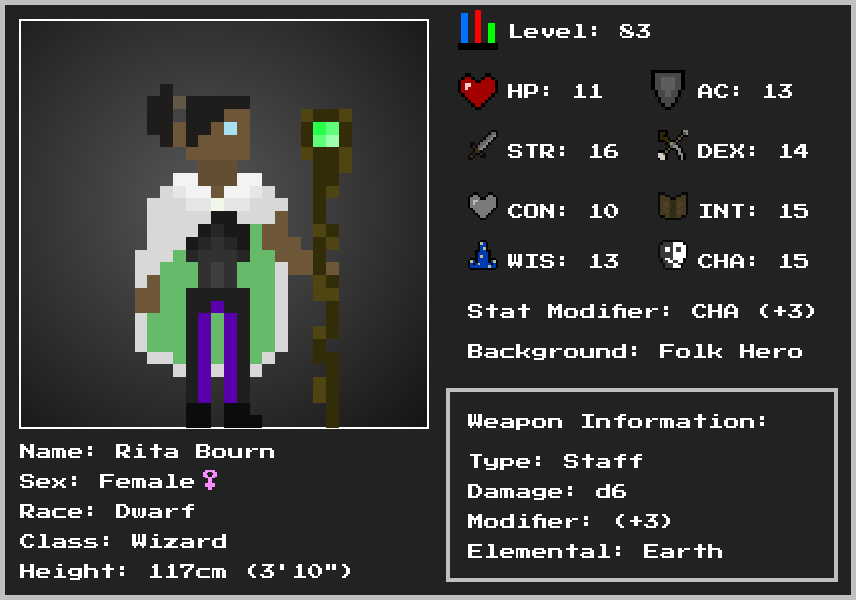 Level: 83
HP: 11
AC: 13
STR: 16
DEX: 14
CON: 10
INT: 15
WIS: 13
CHA: 15
Stat Modifier: CHA (+3)
Background: Folk Hero
Name: Rita Bourn
Sex: Female♀
Race: Dwarf
Class: Wizard
Height: 117cm (3'10")
Weapon Information:
Type: Staff
Damage: d6
Modifier: (+3)
Elemental: Earth